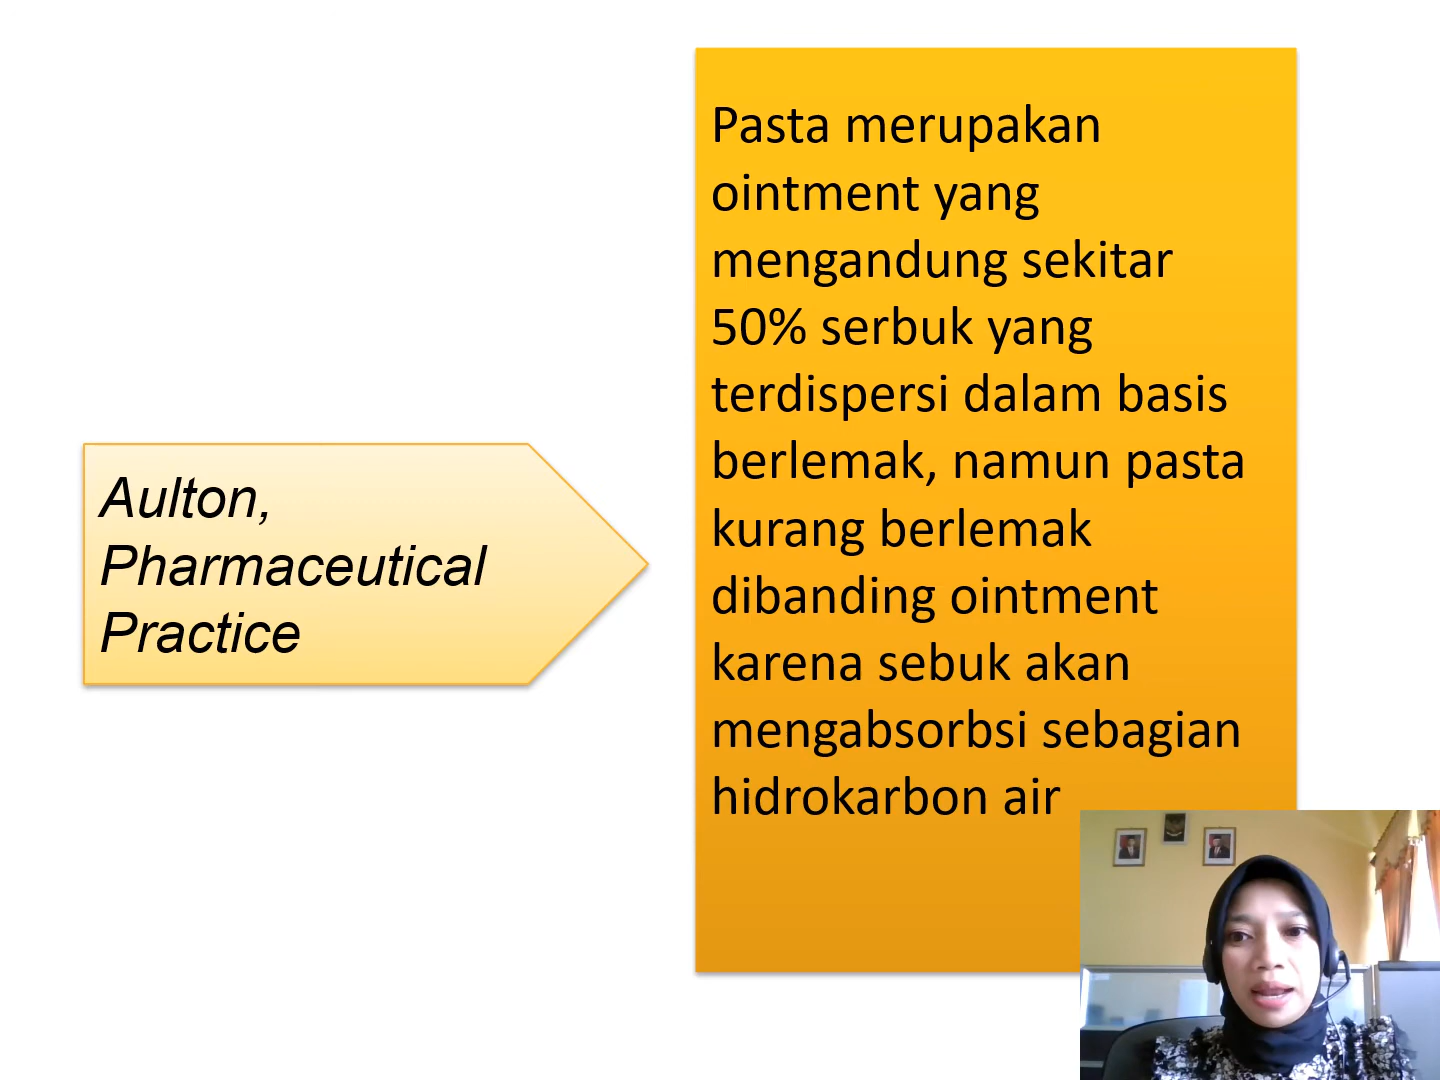 Aulton,
Pharmaceutical
Practice
Pasta merupakan
ointment yang
mengandung sekitar
50% serbuk yang
terdispersi dalam basis
berlemak, namun pasta
kurang berlemak
dibanding ointment
karena sebuk akan
mengabsorbsi sebagian
hidrokarbon air